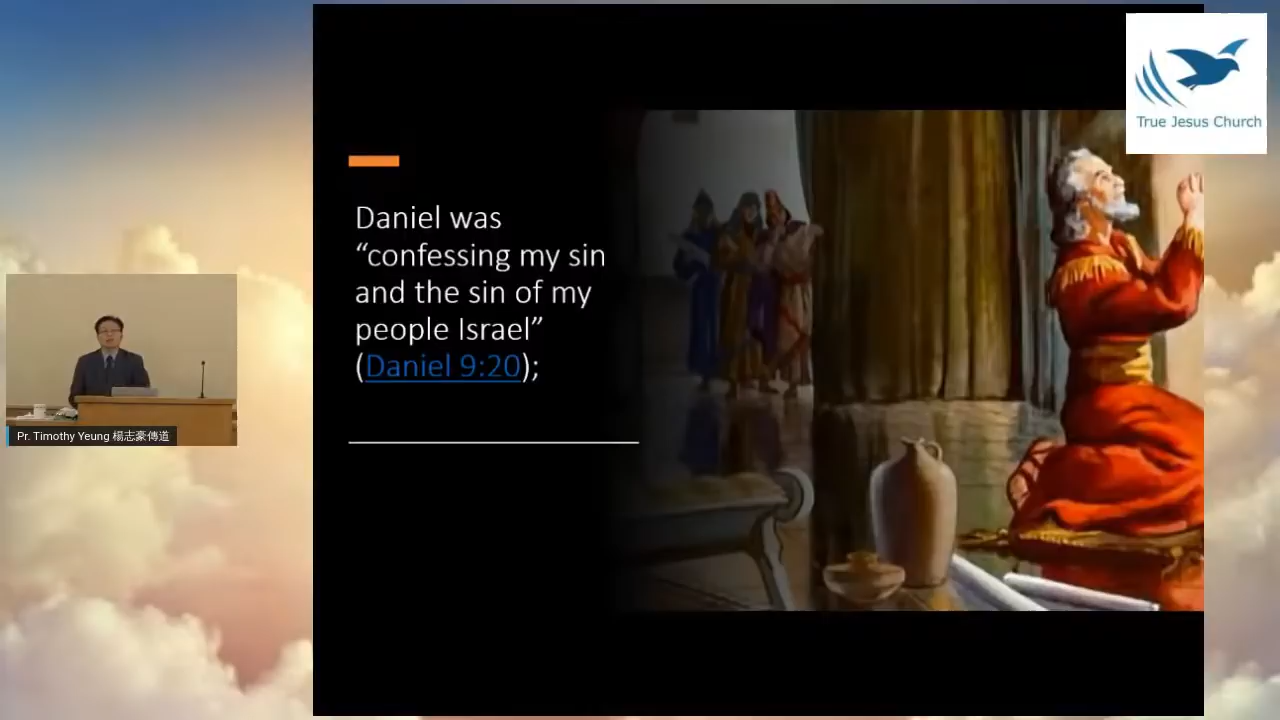 True Jesus Church
Daniel was
“confessing my sin
and the sin of my
people Israel”
(Daniel 9:20);
Pr. Timothy Yeung 楊志豪傳道